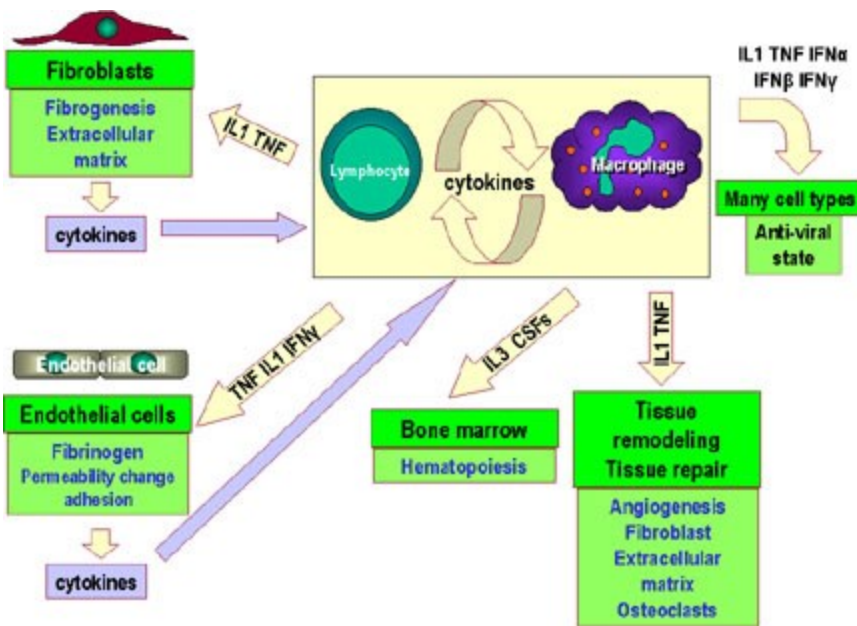 Fibroblasts
Fibrogenesis
Extracellular
matrix
cytokines
IL1 TNF
Lymphocyte
cytokines
Macrophage
IL1 TNF IFNα
IFNβ IFNγ
Many cell types
Anti-viral
state
Endothelial cell
Endothelial cells
Fibrinogen
Permeability change
adhesion
cytokines
TNF IL1 IFNγ
IL3 CSFs
Bone marrow
Hematopoiesis
IL1 TNF
Tissue
remodeling
Tissue repair
Angiogenesis
Fibroblast
Extracellular
matrix
Osteoclasts